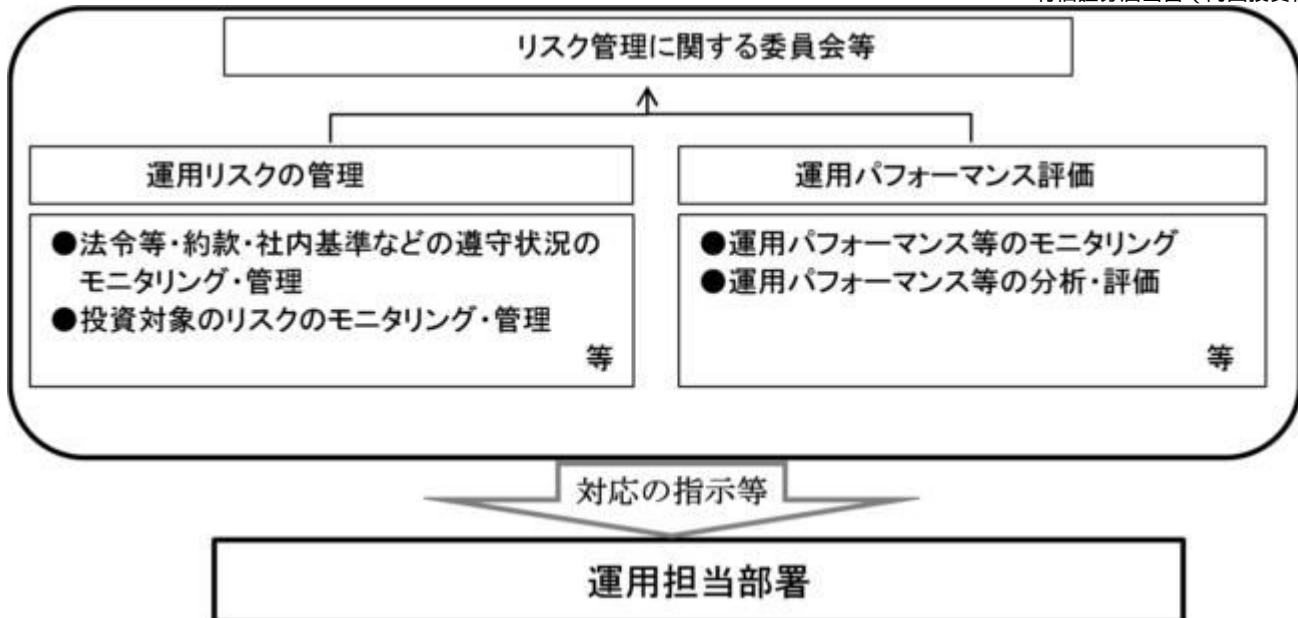 リスク管理に関する委員会等
運用リスクの管理
●法令等・約款・社内基準などの遵守状況の
モニタリング・管理
●投資対象のリスクのモニタリング・管理
等
運用パフォーマンス評価
●運用パフォーマンス等のモニタリング
●運用パフォーマンス等の分析・評価
等
対応の指示等
運用担当部署